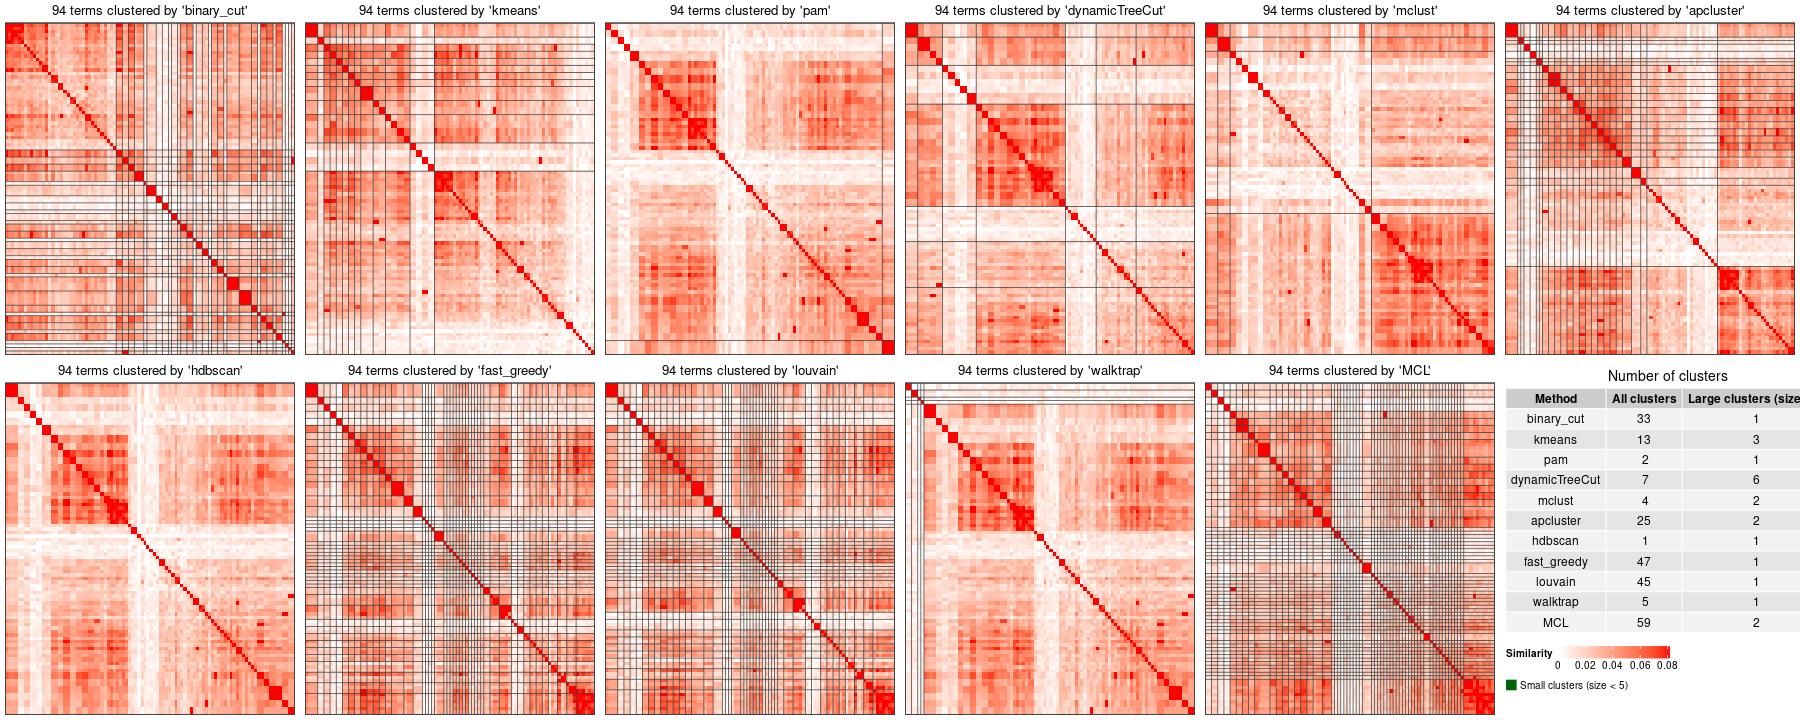 94 terms clustered by 'binary_cut'
94 terms clustered by 'kmeans'
94 terms clustered by 'pam'
94 terms clustered by 'dynamicTreeCut'
94 terms clustered by 'mclust'
94 terms clustered by 'apcluster'
94 terms clustered by 'hdbscan'
94 terms clustered by 'fast_greedy'
94 terms clustered by 'louvain'
94 terms clustered by 'walktrap'
94 terms clustered by 'MCL'
Number of clusters
Method All clusters Large clusters (size
binary_cut 33 1
kmeans 13 3
pam 2 1
dynamicTreeCut 7 6
mclust 4 2
apcluster 25 2
hdbscan 1 1
fast_greedy 47 1
louvain 45 1
walktrap 5 1
MCL 59 2
Similarity
0 0.02 0.04 0.06 0.08
Small clusters (size < 5)